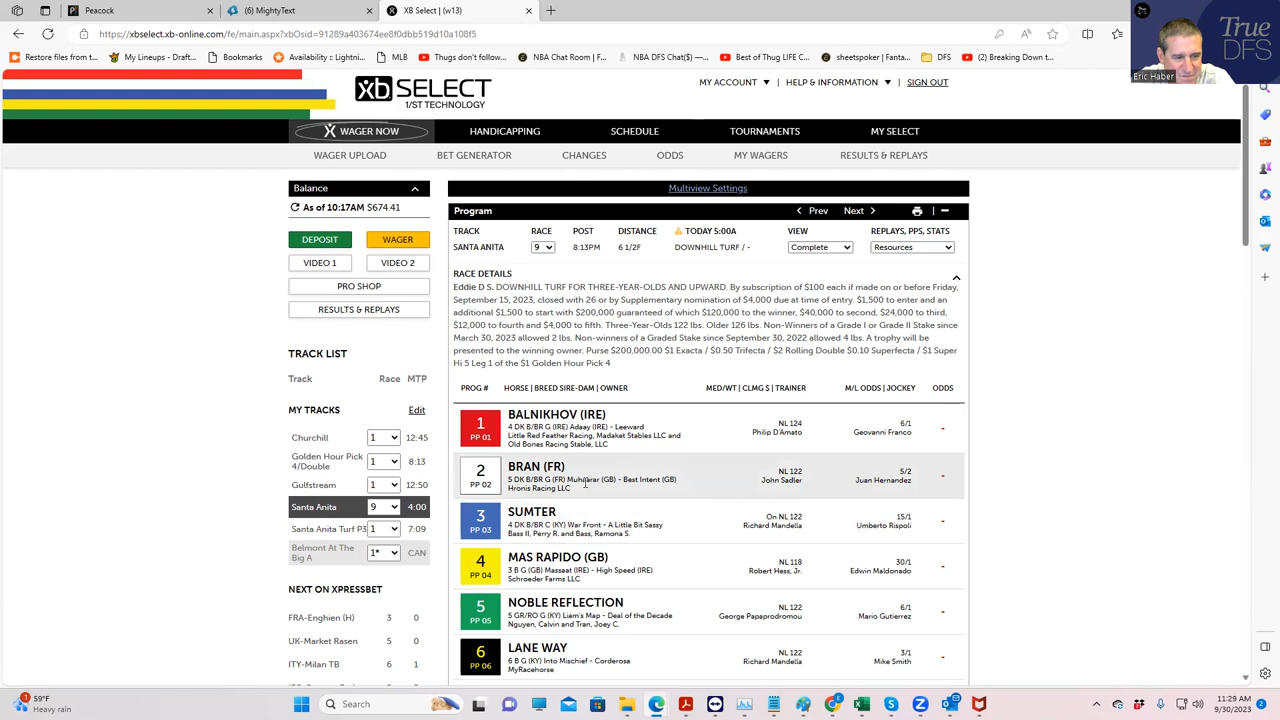 Peacock
MightyText
XB Select | (w13)
https://xbselect.xb-online.com/fe/main.aspx?xbOsid=91289a403674ee8f0dbb519d10a108f5
Restore files from t...
My Lineups - Draft...
Availability :: Lightni...
MLB
Thugs don't follow...
NBA Chat Room | F...
NBA DFS Chat($) —...
Best of Thug LIFE C...
sheetspoker | Fanta...
DFS
(2) Breaking Down t...
True
DFS
Eric Haber
xb SELECT
1/ST TECHNOLOGY
MY ACCOUNT
HELP & INFORMATION
SIGN OUT
WAGER NOW
HANDICAPPING
SCHEDULE
TOURNAMENTS
MY SELECT
WAGER UPLOAD
BET GENERATOR
CHANGES
ODDS
MY WAGERS
RESULTS & REPLAYS
Balance
As of 10:17AM $674.41
DEPOSIT
WAGER
VIDEO 1
VIDEO 2
PRO SHOP
RESULTS & REPLAYS
TRACK LIST
Track Race MTP
MY TRACKS Edit
Churchill 1 12:45
Golden Hour Pick
4/Double 1 8:13
Gulfstream 1 12:50
Santa Anita 9 4:00
Santa Anita Turf P3 1 7:09
Belmont At The
Big A 1* CAN
NEXT ON XPRESSBET
FRA-Enghien (H) 3 0
UK-Market Rasen 5 0
ITY-Milan TB 6 1
Multiview Settings
Program
Prev Next
TRACK RACE POST DISTANCE TODAY 5:00A VIEW REPLAYS, PPS, STATS
SANTA ANITA 9 8:13PM 6 1/2F DOWNHILL TURF / - Complete Resources
RACE DETAILS
Eddie D S. DOWNHILL TURF FOR THREE-YEAR-OLDS AND UPWARD. By subscription of $100 each if made on or before Friday,
September 15, 2023, closed with 26 or by Supplementary nomination of $4,000 due at time of entry. $1,500 to enter and an
additional $1,500 to start with $200,000 guaranteed of which $120,000 to the winner, $40,000 to second, $24,000 to third,
$12,000 to fourth and $4,000 to fifth. Three-Year-Olds 122 lbs. Older 126 lbs. Non-Winners of a Grade I or Grade II Stake since
March 30, 2023 allowed 2 lbs. Non-winners of a Graded Stake since September 30, 2022 allowed 4 lbs. A trophy will be
presented to the winning owner. Purse $200,000.00 $1 Exacta / $0.50 Trifecta / $2 Rolling Double $0.10 Superfecta / $1 Super
Hi 5 Leg 1 of the $1 Golden Hour Pick 4
PROG # HORSE | BREED SIRE-DAM | OWNER MED/WT | CLMG $ | TRAINER M/L ODDS | JOCKEY ODDS
1 PP 01
BALNIKHOV (IRE)
4 DK B/BR G (IRE) Adaay (IRE) - Leeward NL 124 6/1 -
Little Red Feather Racing, Madaket Stables LLC and Philip D'Amato Geovanni Franco
Old Bones Racing Stable, LLC
2 PP 02
BRAN (FR)
5 DK B/BR G (FR) Muhaarar (GB) - Best Intent (GB) NL 122 5/2 -
Hronis Racing LLC John Sadler Juan Hernandez
3 PP 03
SUMTER
4 DK B/BR C (KY) War Front - A Little Bit Sassy On NL 122 15/1 -
Bass II, Perry R. and Bass, Ramona S. Richard Mandella Umberto Rispoli
4 PP 04
MAS RAPIDO (GB)
3 B G (GB) Massaat (IRE) - High Speed (IRE) NL 118 30/1 -
Schroeder Farms LLC Robert Hess, Jr. Edwin Maldonado
5 PP 05
NOBLE REFLECTION
5 GR/RO G (KY) Liam's Map - Deal of the Decade NL 122 6/1 -
Nguyen, Calvin and Tran, Joey C. George Papaprodromou Mario Gutierrez
6 PP 06
LANE WAY
6 B G (KY) Into Mischief - Corderosa NL 122 3/1 -
MyRacehorse Richard Mandella Mike Smith
59°F
Heavy rain
Search
11:29 AM
9/30/2023